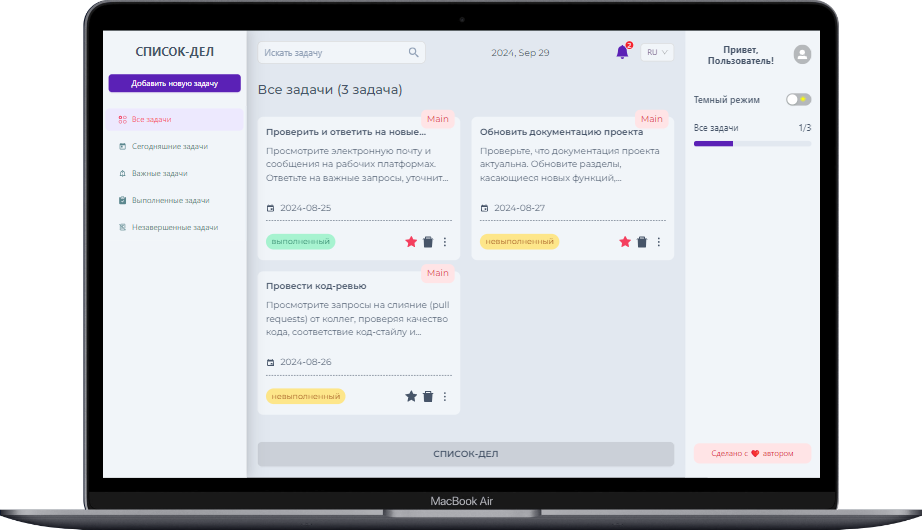 СПИСОК-ДЕЛ
Добавить новую задачу
Все задачи
Сегодняшние задачи
Важные задачи
Выполненные задачи
Незавершенные задачи
Искать задачу
2024, Sep 29
2
RU
Все задачи (3 задача)
Main
Проверить и ответить на новые...
Просмотрите электронную почту и
сообщения на рабочих платформах.
Ответьте на важные запросы, уточнит...
2024-08-25
выполненный
Main
Обновить документацию проекта
Проверьте, что документация проекта
актуальна. Обновите разделы,
касающиеся новых функций,...
2024-08-27
невыполненный
Main
Провести код-ревью
Просмотрите запросы на слияние (pull
requests) от коллег, проверяя качество
кода, соответствие код-стайлу и...
2024-08-26
невыполненный
СПИСОК-ДЕЛ
Привет,
Пользователь!
Темный режим
Все задачи 1/3
Сделано с ❤ автором
MacBook Air